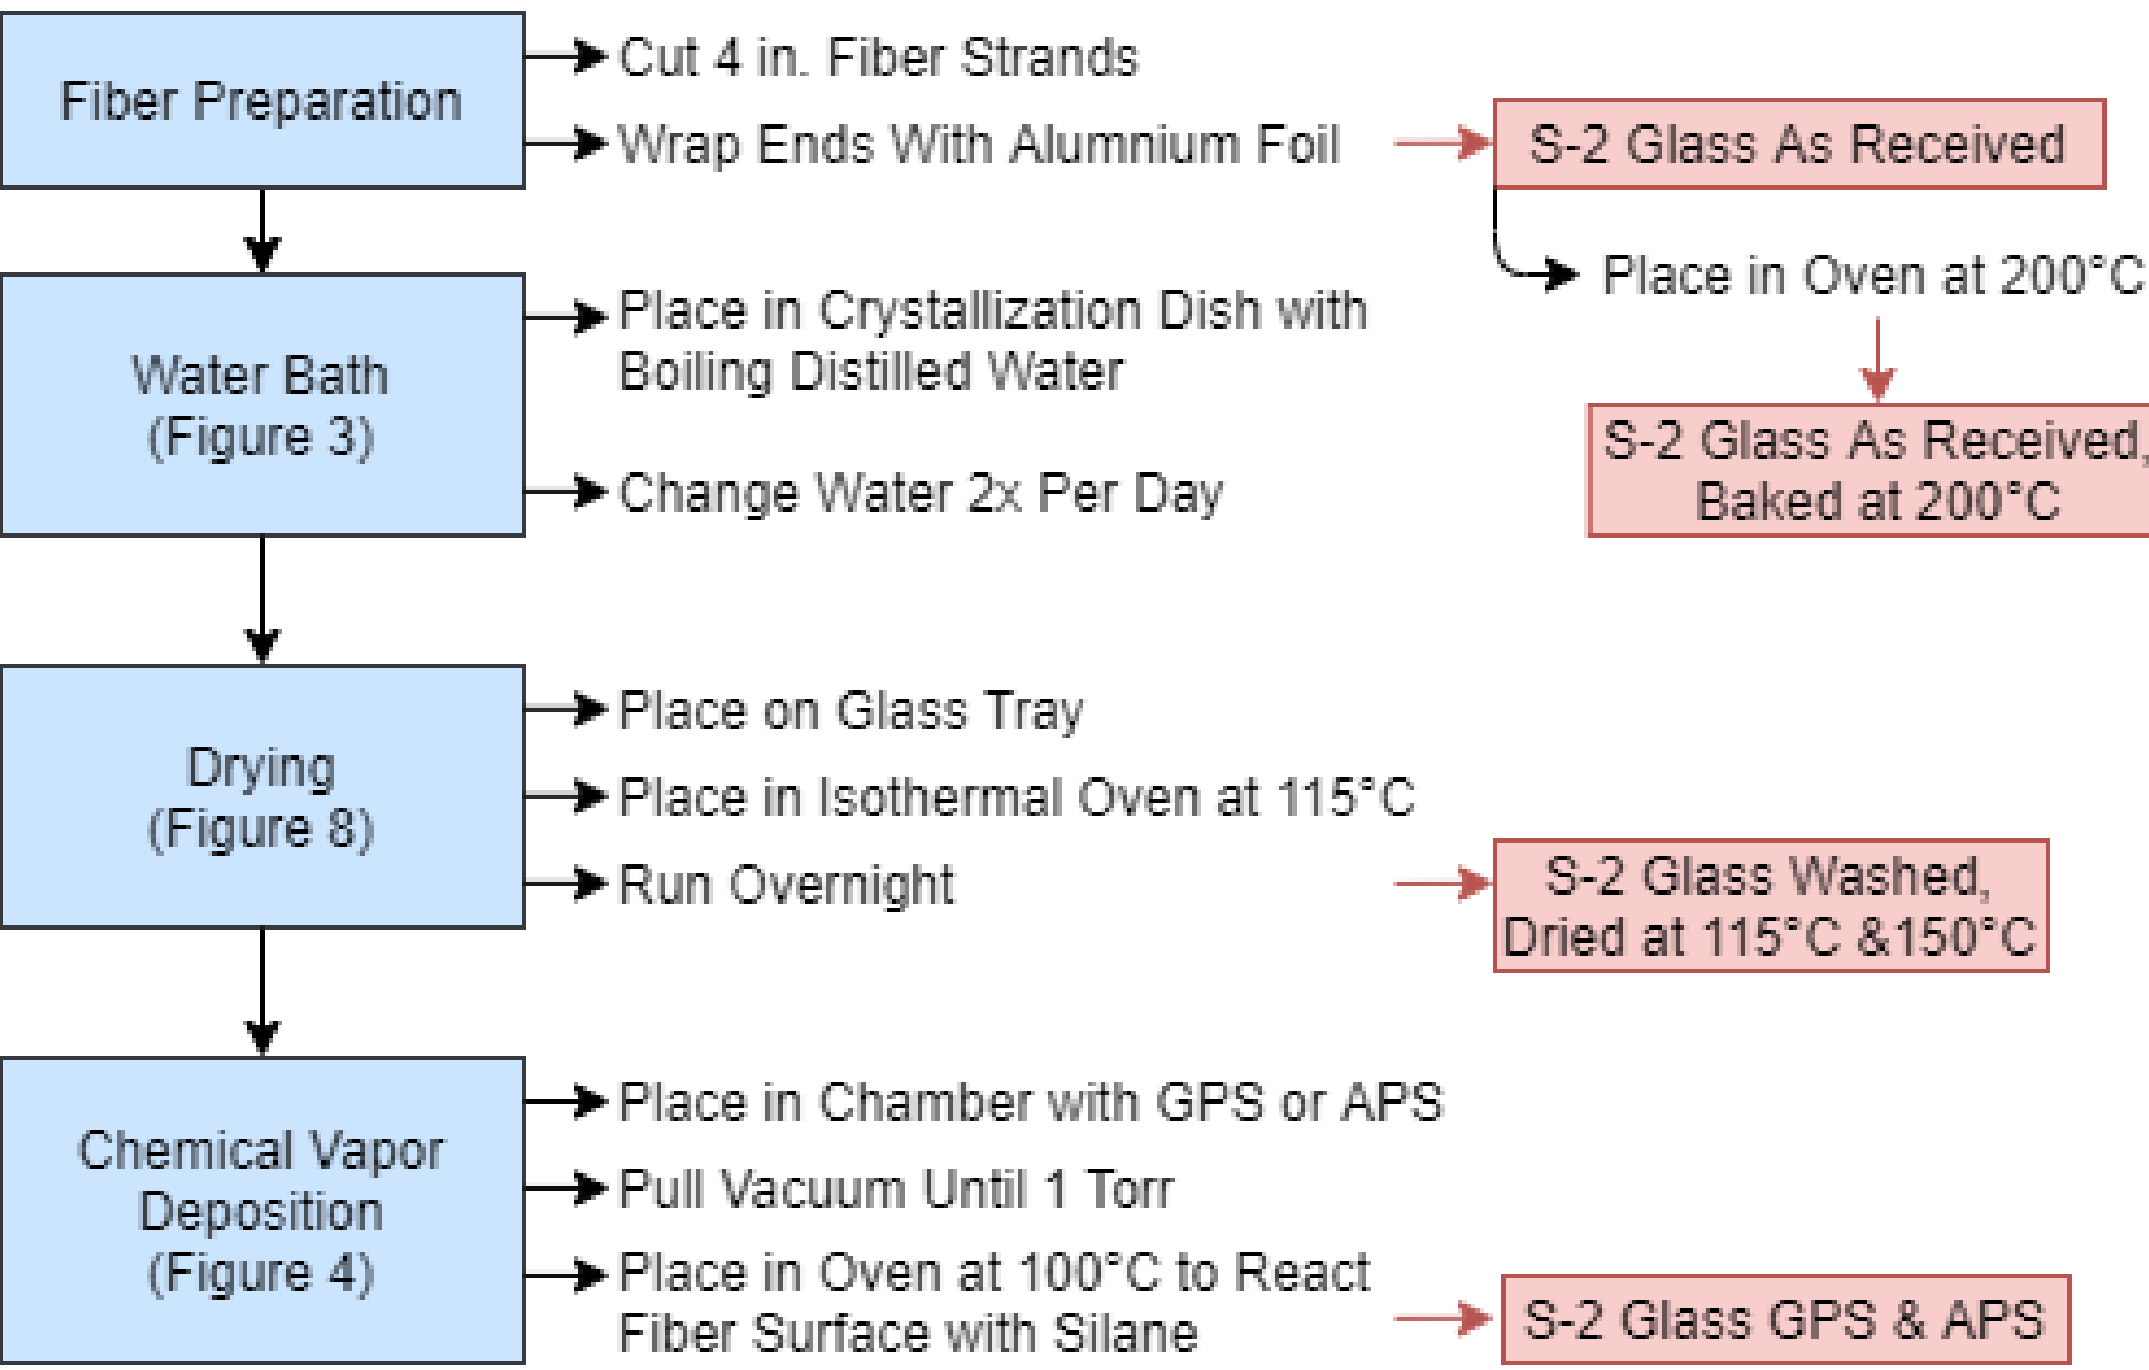 Fiber Preparation
Cut 4 in. Fiber Strands
Wrap Ends With Alumnium Foil
S-2 Glass As Received
Place in Oven at 200°C
S-2 Glass As Received,
Baked at 200°C
Water Bath
(Figure 3)
Place in Crystallization Dish with
Boiling Distilled Water
Change Water 2x Per Day
Drying
(Figure 8)
Place on Glass Tray
Place in Isothermal Oven at 115°C
Run Overnight
S-2 Glass Washed,
Dried at 115°C &150°C
Chemical Vapor
Deposition
(Figure 4)
Place in Chamber with GPS or APS
Pull Vacuum Until 1 Torr
Place in Oven at 100°C to React
Fiber Surface with Silane
S-2 Glass GPS & APS